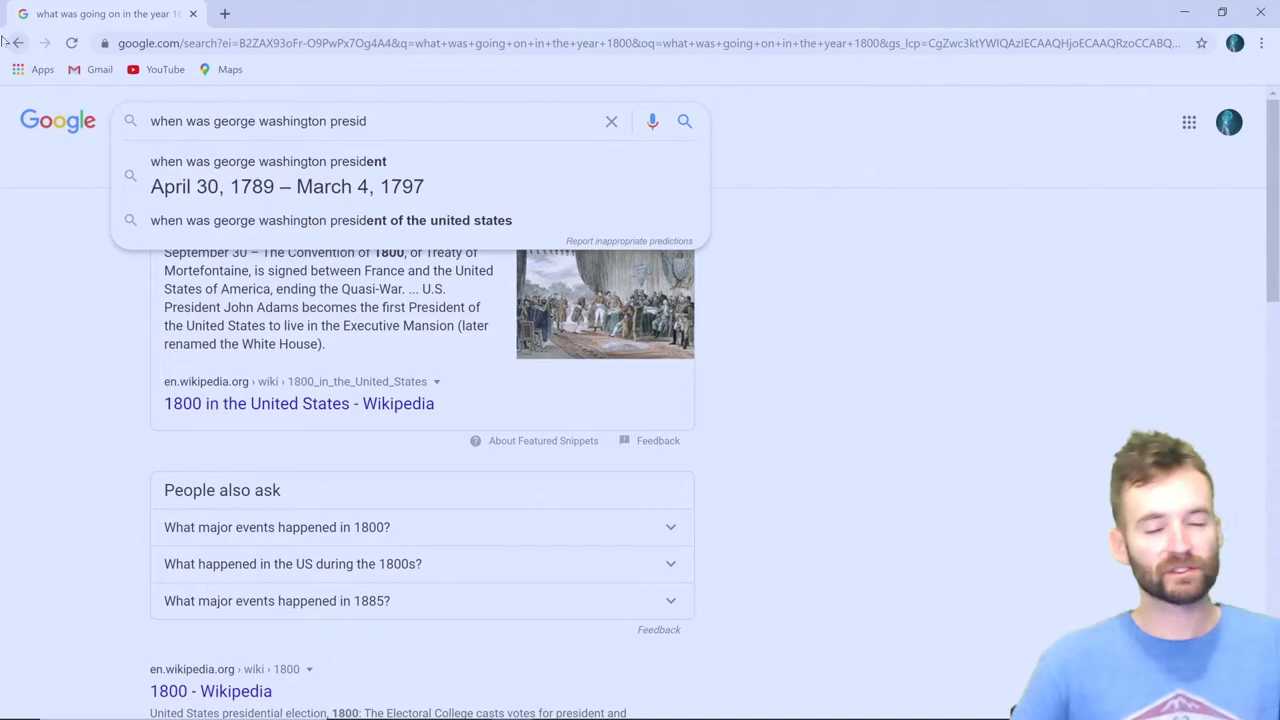 what was going on in the year 18
google.com/search?ei=B2ZAX93oFr-O9PwPx7Og4A4&q=what+was+going+on+in+the+year+1800&oq=what+was+going+on+in+the+year+1800&gs_lcp=CgZwc3ktYWIQAzIECAAQHjoECAAQRzoCCABQ...
Apps Gmail YouTube Maps
Google
when was george washington presid
when was george washington president
April 30, 1789 – March 4, 1797
when was george washington president of the united states
Report inappropriate predictions
September 30 – The Convention of 1800, or Treaty of
Mortefontaine, is signed between France and the United
States of America, ending the Quasi-War. ... U.S.
President John Adams becomes the first President of
the United States to live in the Executive Mansion (later
renamed the White House).
en.wikipedia.org › wiki › 1800_in_the_United_States
1800 in the United States - Wikipedia
About Featured Snippets Feedback
People also ask
What major events happened in 1800?
What happened in the US during the 1800s?
What major events happened in 1885?
Feedback
en.wikipedia.org › wiki › 1800
1800 - Wikipedia
United States presidential election, 1800: The Electoral College casts votes for president and